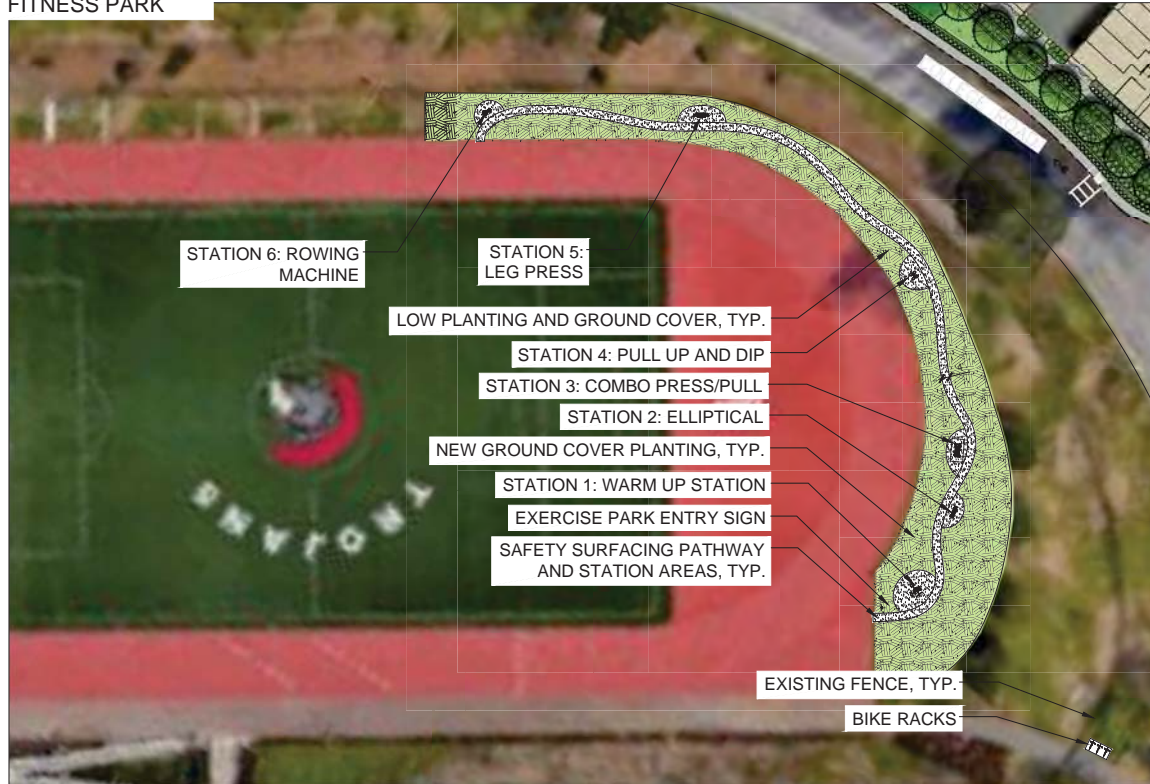 FITNESS PARK
COLLEGE ROAD
STATION 6: ROWING
MACHINE
STATION 5:
LEG PRESS
LOW PLANTING AND GROUND COVER, TYP.
STATION 4: PULL UP AND DIP
STATION 3: COMBO PRESS/PULL
STATION 2: ELLIPTICAL
NEW GROUND COVER PLANTING, TYP.
STATION 1: WARM UP STATION
EXERCISE PARK ENTRY SIGN
SAFETY SURFACING PATHWAY
AND STATION AREAS, TYP.
TROJANS
EXISTING FENCE, TYP.
BIKE RACKS